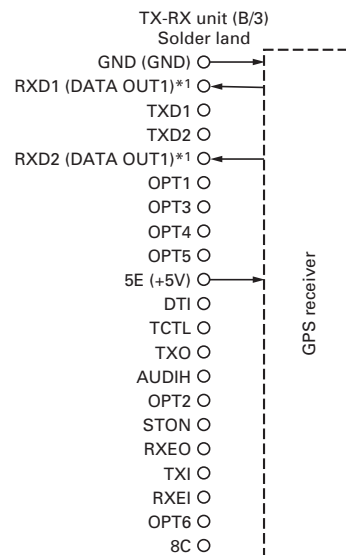 TX-RX unit (B/3)
Solder land
GND (GND)
RXD1 (DATA OUT1)*1
TXD1
TXD2
RXD2 (DATA OUT1)*1
OPT1
OPT3
OPT4
OPT5
5E (+5V)
DTI
TCTL
TXO
AUDIH
OPT2
STON
RXEO
TXI
RXEI
OPT6
8C
GPS receiver